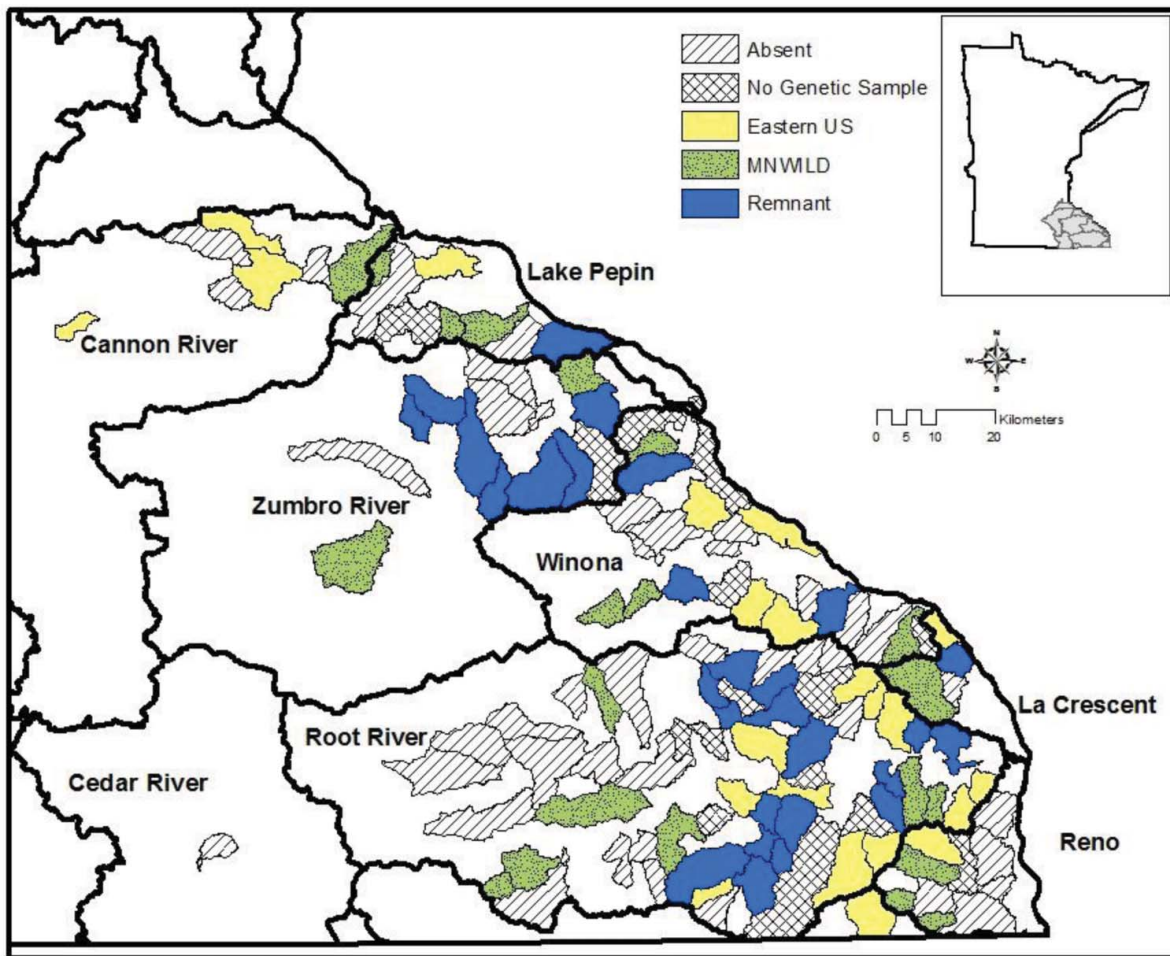 Absent
No Genetic Sample
Eastern US
MNWILD
Remnant
Lake Pepin
Cannon River
N
W E
S
Kilometers
0 5 10 20
Zumbro River
Winona
La Crescent
Root River
Cedar River
Reno